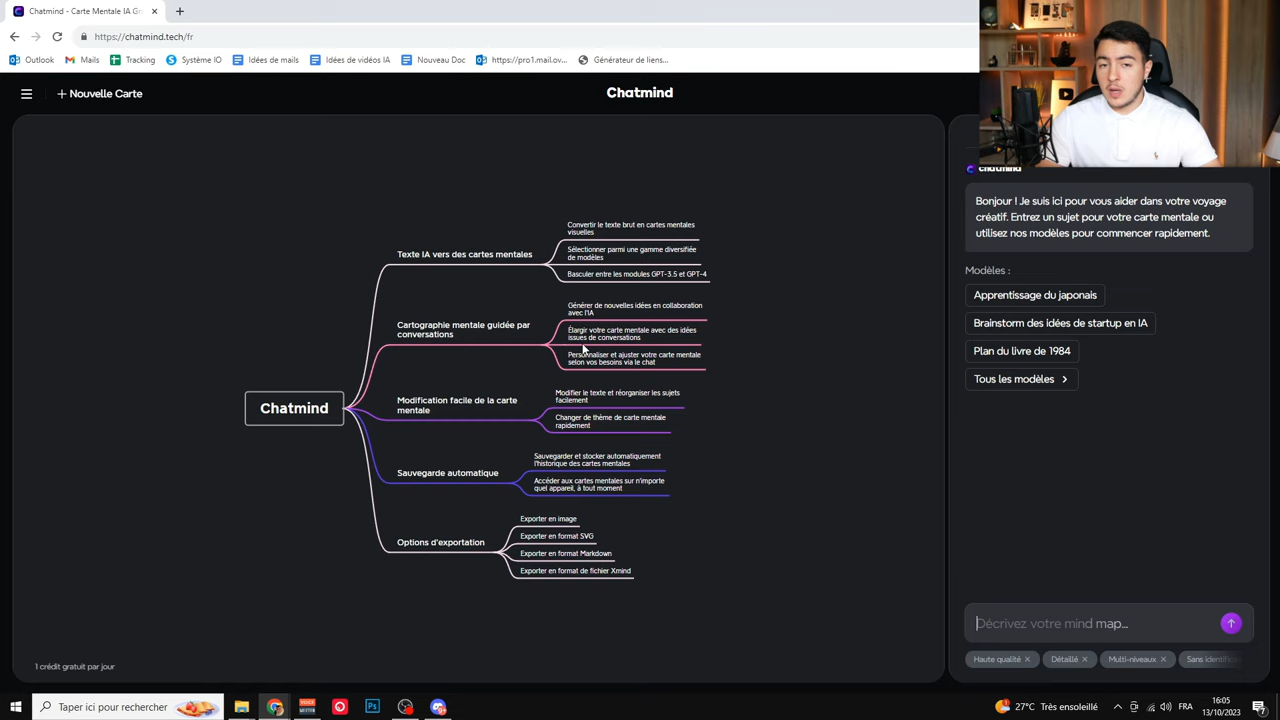 Chatmind - Carte Mentale IA Gr
https://chatmind.tech/fr
Outlook
Mails
Tracking
Système IO
Idées de mails
Idées de vidéos IA
Nouveau Doc
https://pro1.mail.ov...
Générateur de liens...
Nouvelle Carte
Chatmind
Convertir le texte brut en cartes mentales
visuelles
Texte IA vers des cartes mentales
Sélectionner parmi une gamme diversifiée
de modèles
Basculer entre les modules GPT-3.5 et GPT-4
Générer de nouvelles idées en collaboration
avec l'IA
Cartographie mentale guidée par
conversations
Élargir votre carte mentale avec des idées
issues de conversations
Personnaliser et ajuster votre carte mentale
selon vos besoins via le chat
Chatmind
Modification facile de la carte
mentale
Modifier le texte et réorganiser les sujets
facilement
Changer de thème de carte mentale
rapidement
Sauvegarde automatique
Sauvegarder et stocker automatiquement
l'historique des cartes mentales
Accéder aux cartes mentales sur n'importe
quel appareil, à tout moment
Options d'exportation
Exporter en image
Exporter en format SVG
Exporter en format Markdown
Exporter en format de fichier Xmind
1 crédit gratuit par jour
chatmind
Bonjour ! Je suis ici pour vous aider dans votre voyage
créatif. Entrez un sujet pour votre carte mentale ou
utilisez nos modèles pour commencer rapidement.
Modèles :
Apprentissage du japonais
Brainstorm des idées de startup en IA
Plan du livre de 1984
Tous les modèles
Décrivez votre mind map...
Haute qualité
Détaillé
Multi-niveaux
Taper ici pour rechercher
Ps
27°C Très ensoleillé
FRA
16:05
13/10/2023